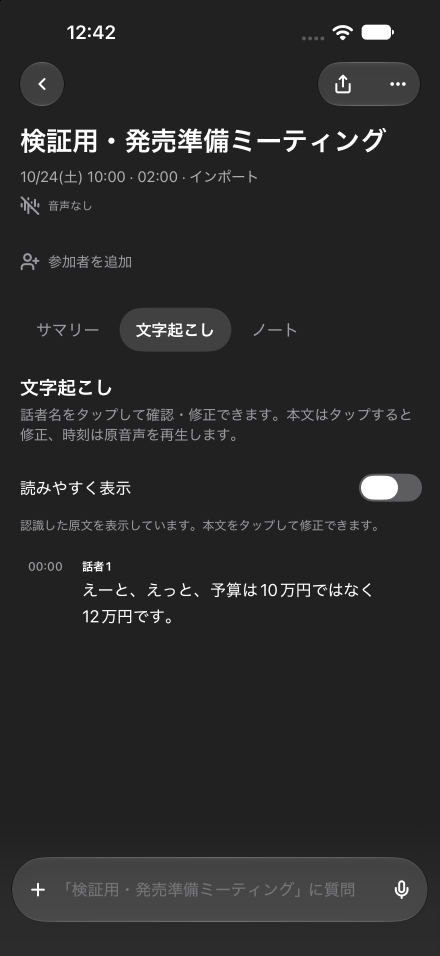 12:42
検証用・発売準備ミーティング
10/24(土) 10:00 · 02:00 · インポート
音声なし
参加者を追加
サマリー
文字起こし
ノート
文字起こし
話者名をタップして確認・修正できます。本文はタップすると
修正、時刻は原音声を再生します。
読みやすく表示
認識した原文を表示しています。本文をタップして修正できます。
00:00 話者1
えーと、えっと、予算は10万円ではなく
12万円です。
「検証用・発売準備ミーティング」に質問